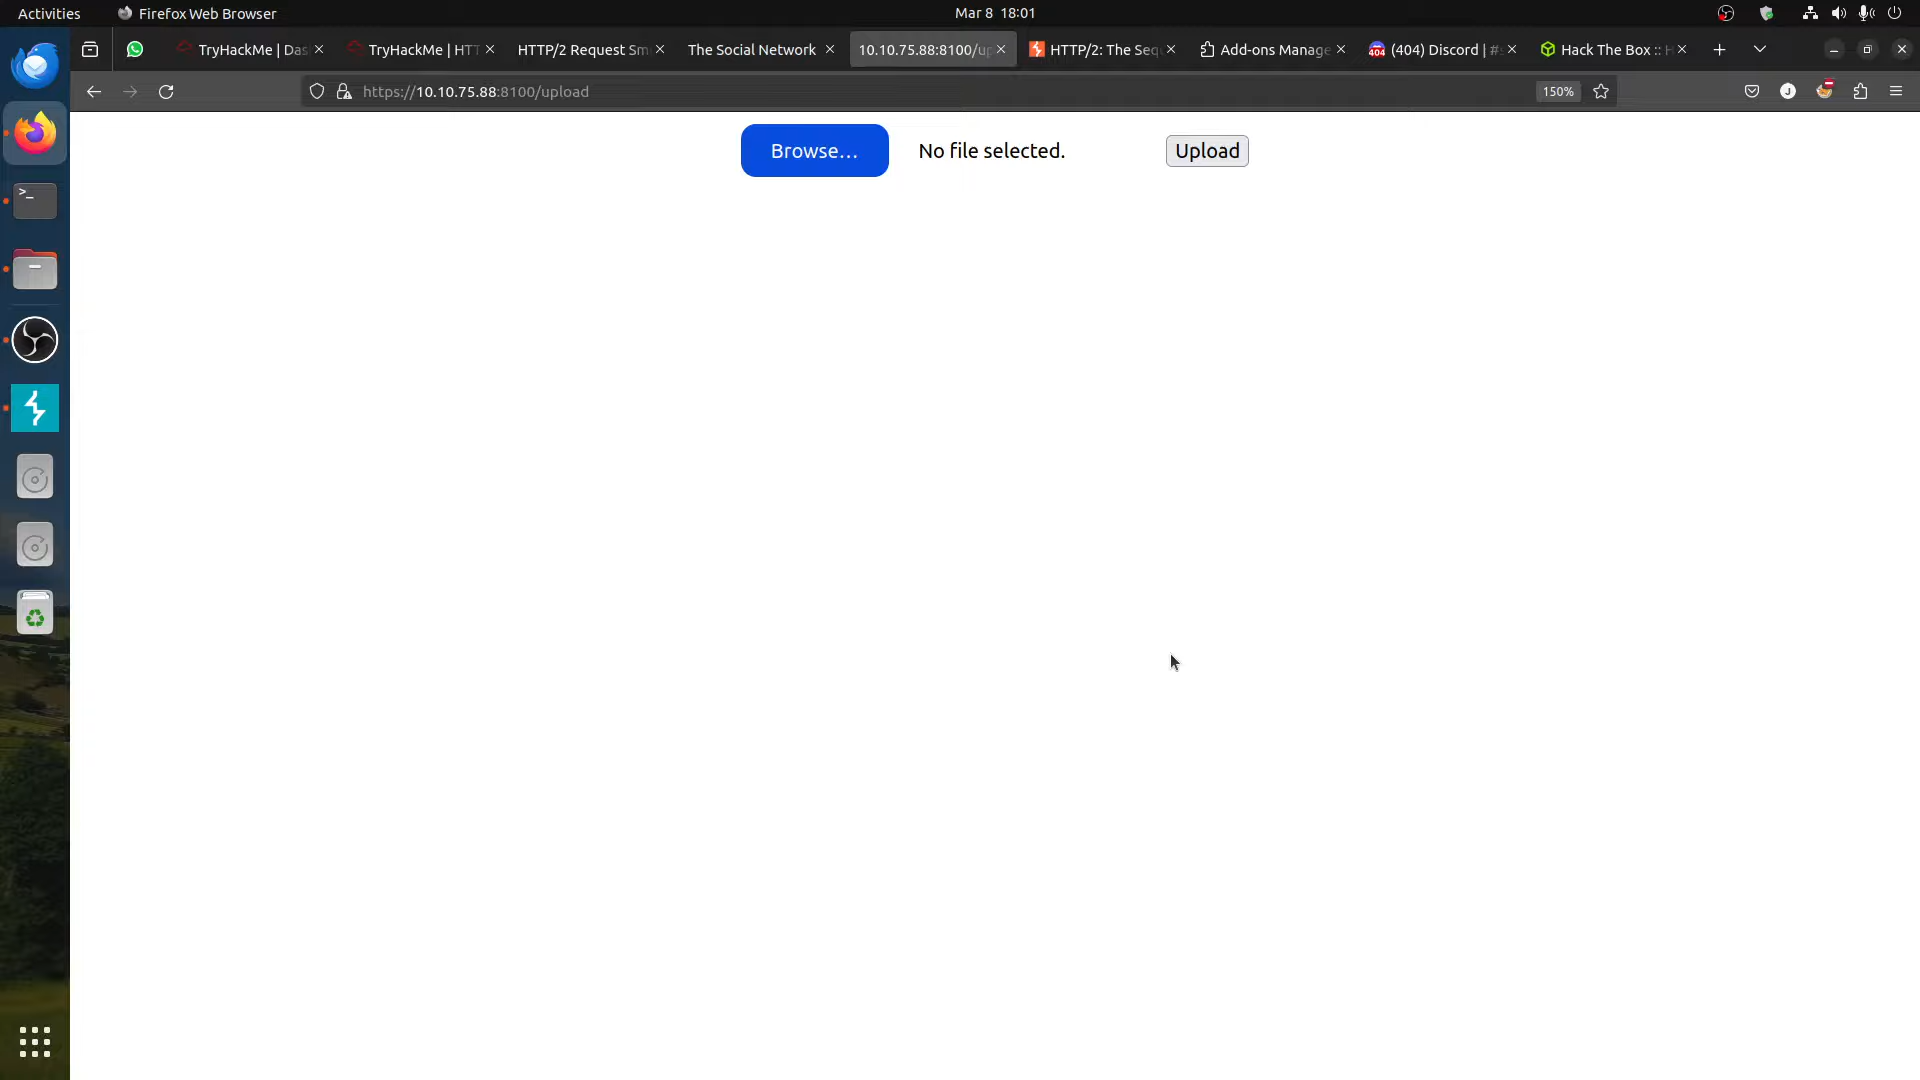 Activities
Firefox Web Browser
Mar 8 18:01
TryHackMe | Das
TryHackMe | HTT
HTTP/2 Request Sm
The Social Network
10.10.75.88:8100/up
HTTP/2: The Seq
Add-ons Manage
(404) Discord | #s
Hack The Box :: H
https://10.10.75.88:8100/upload
150%
Browse…
No file selected.
Upload